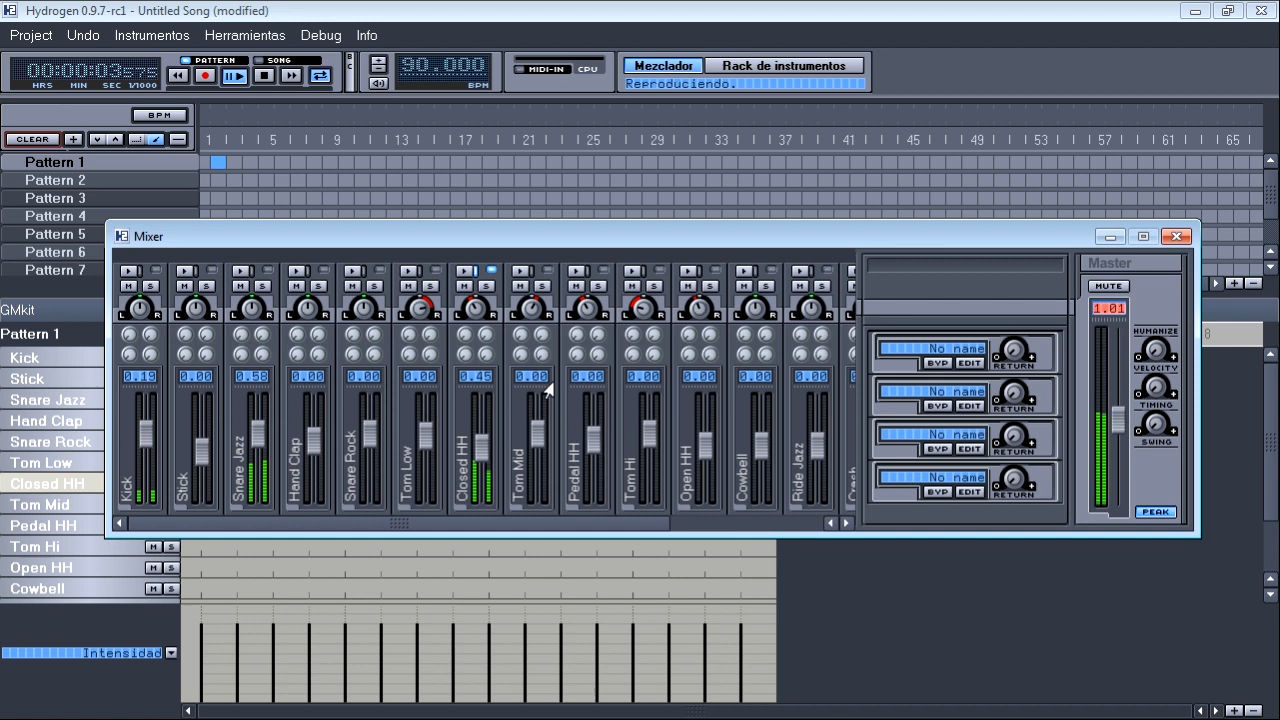 Hydrogen 0.9.7-rc1 - Untitled Song (modified)
Project Undo Instrumentos Herramientas Debug Info
PATTERN SONG
00:00:03 575
HRS MIN SEC 1/1000
B
C
90.000
BPM
MIDI-IN CPU
Mezclador Rack de instrumentos
Reproduciendo.
BPM
CLEAR
1 5 9 13 17 21 25 29 33 37 41 45 49 53 57 61 65
Pattern 1
Pattern 2
Pattern 3
Pattern 4
Pattern 5
Pattern 6
Pattern 7
Mixer
Master
MUTE
M S M S M S M S M S M S M S M S M S M S M S M S M S
L R L R L R L R L R L R L R L R L R L R L R L R L R
1.01
GMkit
Pattern 1
8
HUMANIZE
VELOCITY
TIMING
SWING
PEAK
No name
BYP EDIT RETURN
No name
BYP EDIT RETURN
No name
BYP EDIT RETURN
No name
BYP EDIT RETURN
0.19 0.00 0.58 0.00 0.00 0.00 0.45 0.00 0.00 0.00 0.00 0.00 0.00
Kick
Stick
Snare Jazz
Hand Clap
Snare Rock
Tom Low
Closed HH
Tom Mid
Pedal HH
Tom Hi
Open HH
Cowbell
Ride Jazz
Kick
Stick
Snare Jazz
Hand Clap
Snare Rock
Tom Low
Closed HH
Tom Mid
Pedal HH
Tom Hi M S
Open HH M S
Cowbell M S
Intensidad